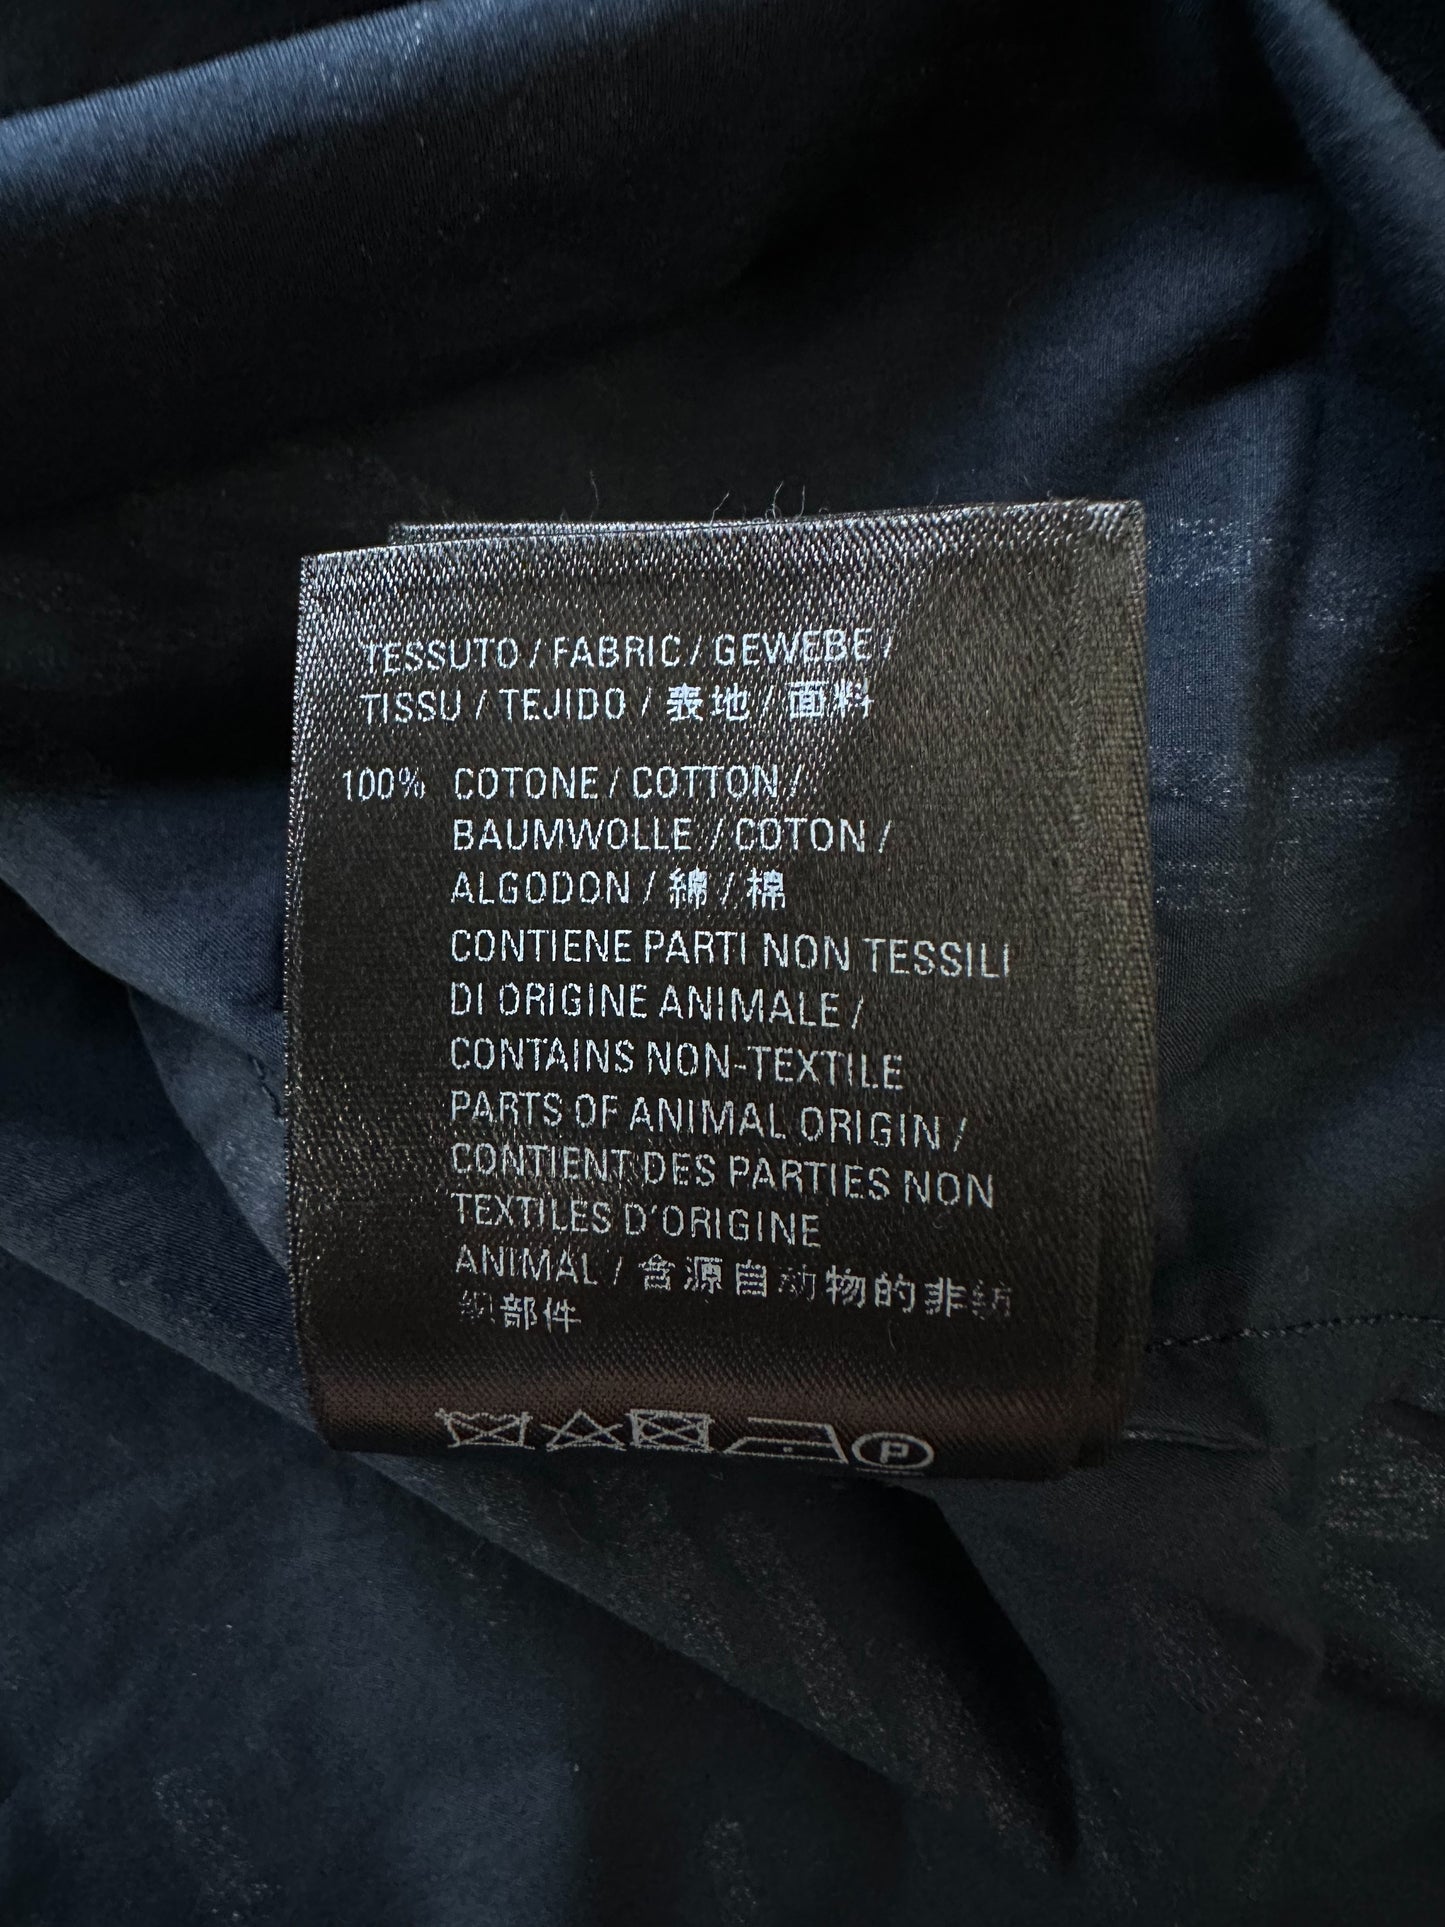 TESSUTO / FABRIC / GEWEBE /
TISSU / TEJIDO / 表地 / 面料
100% COTONE / COTTON /
BAUMWOLLE / COTON /
ALGODON / 綿 / 棉
CONTIENE PARTI NON TESSILI
DI ORIGINE ANIMALE /
CONTAINS NON-TEXTILE
PARTS OF ANIMAL ORIGIN /
CONTIENT DES PARTIES NON
TEXTILES D'ORIGINE
ANIMAL / 含源自动物的非纺
织部件
P